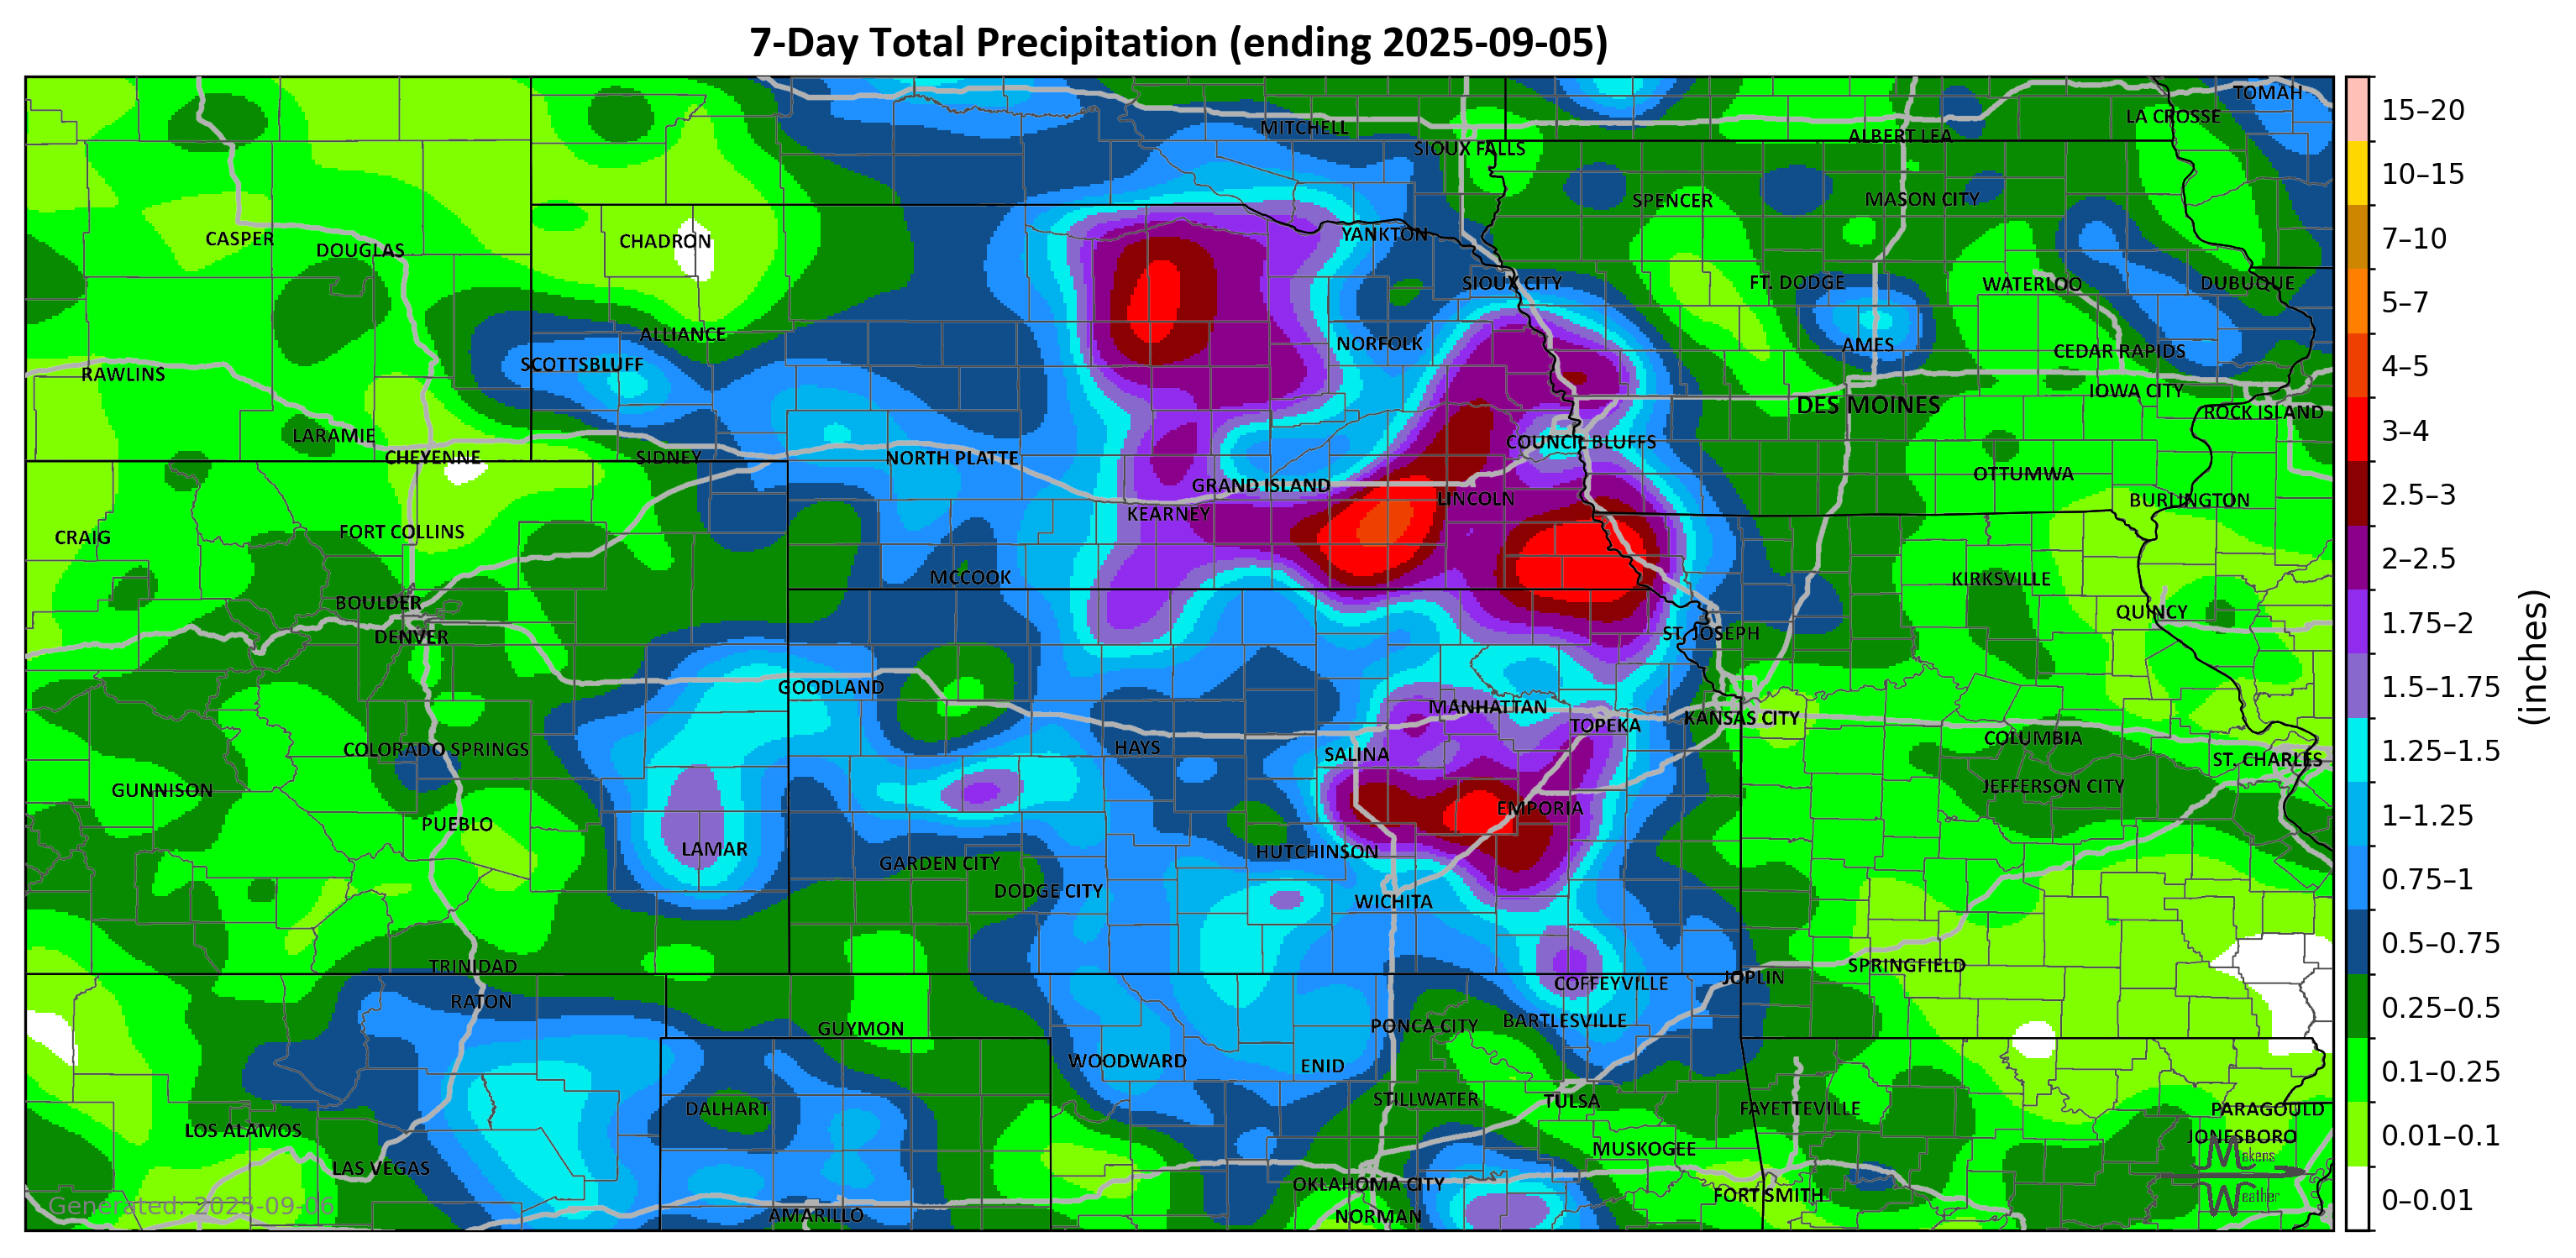 7-Day Total Precipitation (ending 2025-09-05)
TOMAH
LA CROSSE
MITCHELL
ALBERT LEA
SIOUX FALLS
SPENCER
MASON CITY
YANKTON
CASPER
CHADRON
DOUGLAS
SIOUX CITY
FT. DODGE
WATERLOO
DUBUQUE
ALLIANCE
NORFOLK
AMES
CEDAR RAPIDS
SCOTTSBLUFF
RAWLINS
IOWA CITY
DES MOINES
ROCK ISLAND
LARAMIE
COUNCIL BLUFFS
CHEYENNE
SIDNEY
NORTH PLATTE
OTTUMWA
GRAND ISLAND
LINCOLN
BURLINGTON
KEARNEY
FORT COLLINS
CRAIG
MCCOOK
KIRKSVILLE
BOULDER
QUINCY
DENVER
ST. JOSEPH
GOODLAND
MANHATTAN
KANSAS CITY
TOPEKA
COLUMBIA
COLORADO SPRINGS
HAYS
SALINA
ST. CHARLES
GUNNISON
JEFFERSON CITY
EMPORIA
PUEBLO
LAMAR
HUTCHINSON
GARDEN CITY
DODGE CITY
WICHITA
TRINIDAD
SPRINGFIELD
JOPLIN
COFFEYVILLE
RATON
GUYMON
PONCA CITY
BARTLESVILLE
WOODWARD
ENID
STILLWATER
TULSA
DALHART
FAYETTEVILLE
PARAGOULD
LOS ALAMOS
JONESBORO
MUSKOGEE
LAS VEGAS
OKLAHOMA CITY
FORT SMITH
AMARILLO
NORMAN
Makens
Weather
Generated: 2025-09-06
15–20
10–15
7–10
5–7
4–5
3–4
2.5–3
2–2.5
1.75–2
1.5–1.75
1.25–1.5
1–1.25
0.75–1
0.5–0.75
0.25–0.5
0.1–0.25
0.01–0.1
0–0.01
(inches)